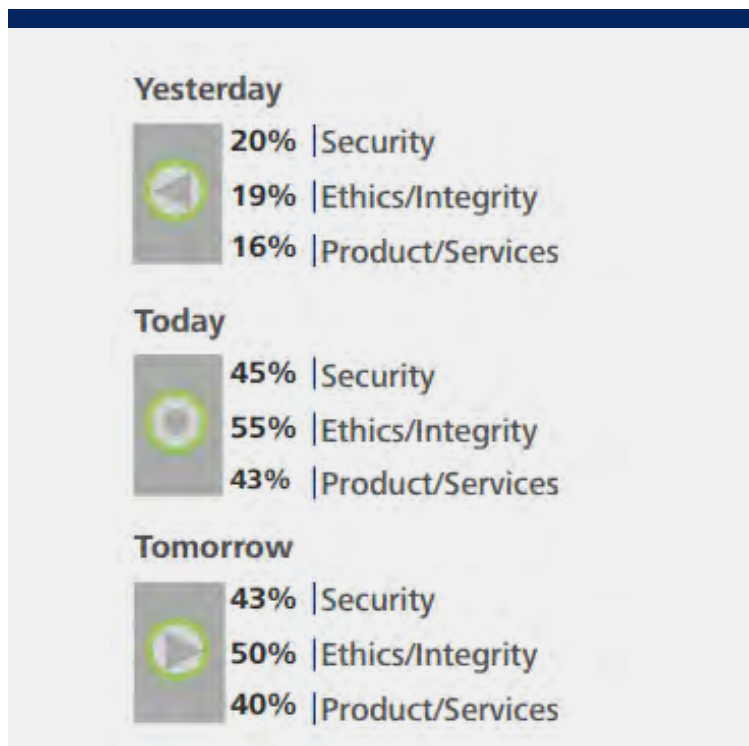 Yesterday
20% Security
19% Ethics/Integrity
16% Product/Services
Today
45% Security
55% Ethics/Integrity
43% Product/Services
Tomorrow
43% Security
50% Ethics/Integrity
40% Product/Services